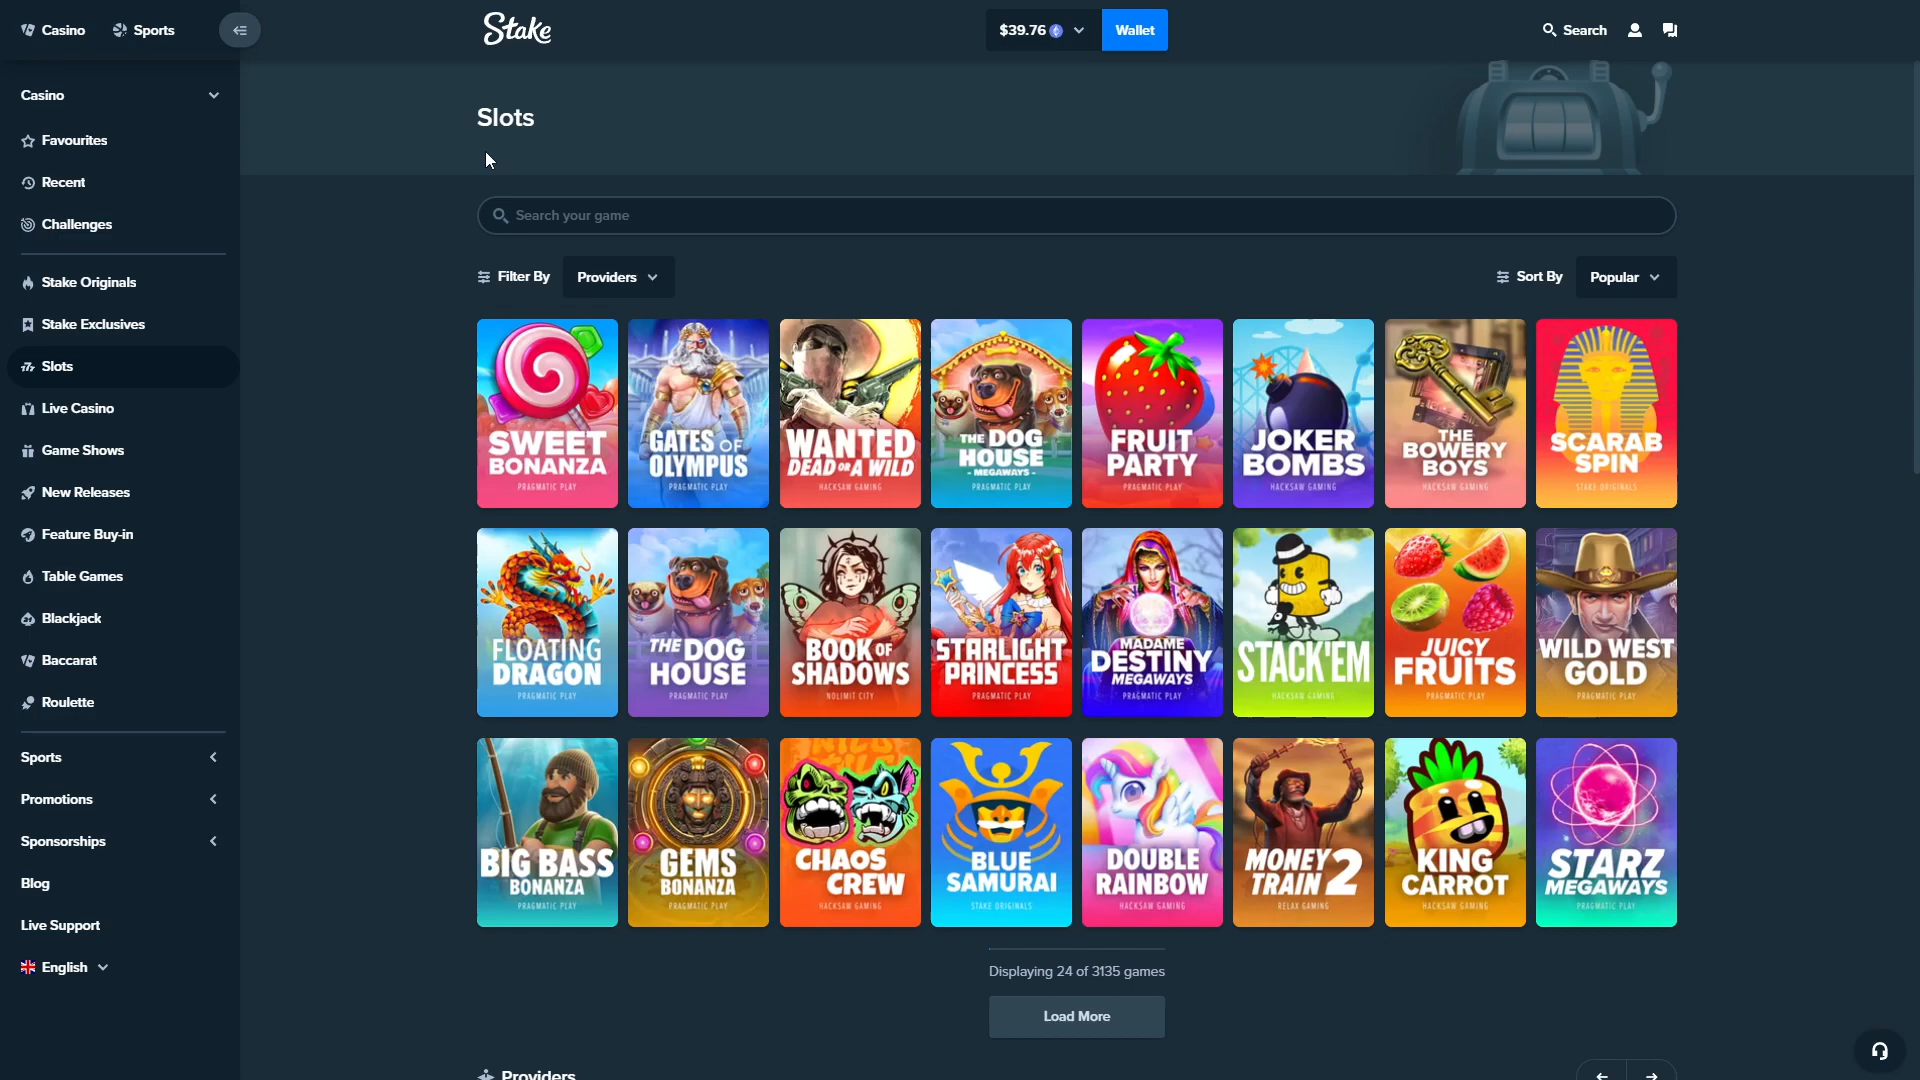 Casino
Sports
Stake
$39.76
Wallet
Search
Casino
Favourites
Recent
Challenges
Stake Originals
Stake Exclusives
Slots
Live Casino
Game Shows
New Releases
Feature Buy-in
Table Games
Blackjack
Baccarat
Roulette
Sports
Promotions
Sponsorships
Blog
Live Support
English
Slots
Search your game
Filter By
Providers
Sort By
Popular
SWEET
BONANZA
PRAGMATIC PLAY
GATES OF
OLYMPUS
PRAGMATIC PLAY
WANTED
DEAD OR A WILD
HACKSAW GAMING
THE DOG
HOUSE
- MEGAWAYS -
PRAGMATIC PLAY
FRUIT
PARTY
PRAGMATIC PLAY
JOKER
BOMBS
HACKSAW GAMING
THE
BOWERY
BOYS
HACKSAW GAMING
SCARAB
SPIN
STAKE ORIGINALS
FLOATING
DRAGON
PRAGMATIC PLAY
THE DOG
HOUSE
PRAGMATIC PLAY
BOOK OF
SHADOWS
NOLIMIT CITY
STARLIGHT
PRINCESS
PRAGMATIC PLAY
MADAME
DESTINY
MEGAWAYS
PRAGMATIC PLAY
STACK'EM
HACKSAW GAMING
JUICY
FRUITS
PRAGMATIC PLAY
WILD WEST
GOLD
PRAGMATIC PLAY
BIG BASS
BONANZA
PRAGMATIC PLAY
GEMS
BONANZA
PRAGMATIC PLAY
CHAOS
CREW
HACKSAW GAMING
BLUE
SAMURAI
STAKE ORIGINALS
DOUBLE
RAINBOW
HACKSAW GAMING
MONEY
TRAIN 2
RELAX GAMING
KING
CARROT
HACKSAW GAMING
STARZ
MEGAWAYS
PRAGMATIC PLAY
Displaying 24 of 3135 games
Load More
Providers